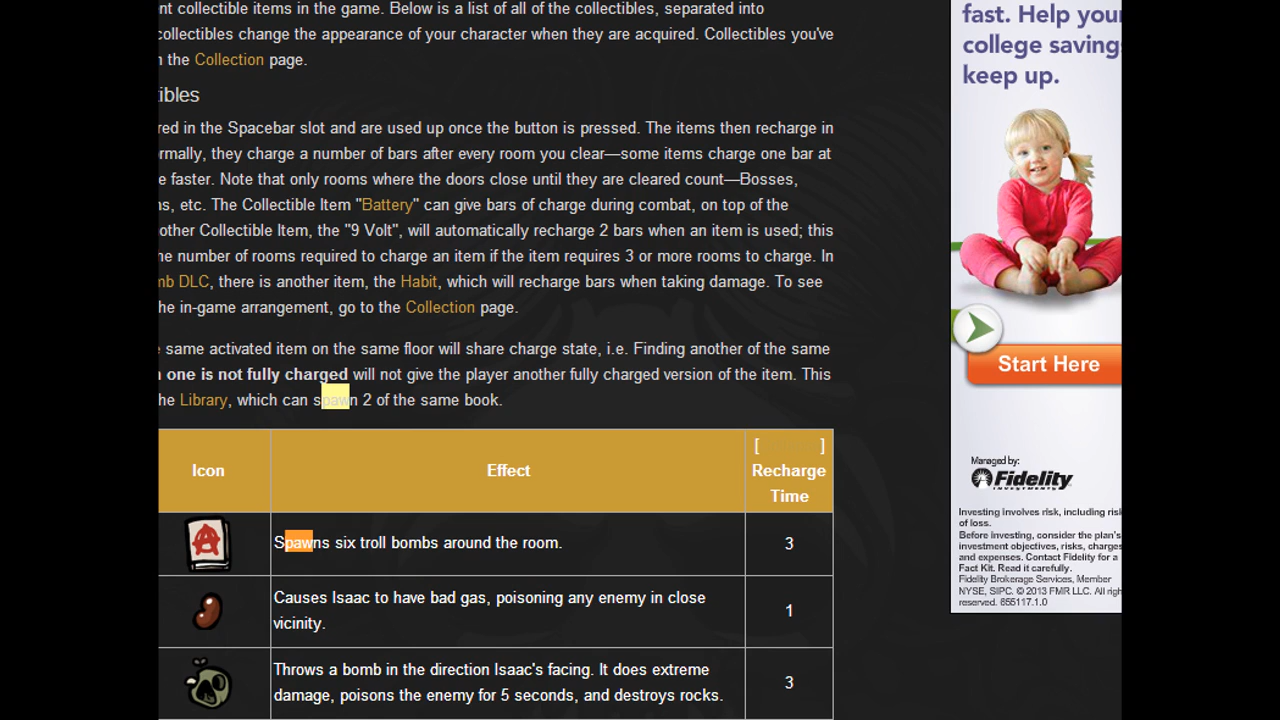 nt collectible items in the game. Below is a list of all of the collectibles, separated into
collectibles change the appearance of your character when they are acquired. Collectibles you've
n the Collection page.
ibles
red in the Spacebar slot and are used up once the button is pressed. The items then recharge in
rmally, they charge a number of bars after every room you clear—some items charge one bar at
e faster. Note that only rooms where the doors close until they are cleared count—Bosses,
ns, etc. The Collectible Item "Battery" can give bars of charge during combat, on top of the
other Collectible Item, the "9 Volt", will automatically recharge 2 bars when an item is used; this
he number of rooms required to charge an item if the item requires 3 or more rooms to charge. In
mb DLC, there is another item, the Habit, which will recharge bars when taking damage. To see
he in-game arrangement, go to the Collection page.
same activated item on the same floor will share charge state, i.e. Finding another of the same
one is not fully charged will not give the player another fully charged version of the item. This
he Library, which can spawn 2 of the same book.
Icon
Effect
[ ]
Recharge
Time
Spawns six troll bombs around the room.
3
Causes Isaac to have bad gas, poisoning any enemy in close
vicinity.
1
Throws a bomb in the direction Isaac's facing. It does extreme
damage, poisons the enemy for 5 seconds, and destroys rocks.
3
fast. Help your
college savings
keep up.
Start Here
Managed by:
Fidelity
INVESTMENTS
Investing involves risk, including risk
of loss.
Before investing, consider the plan's
investment objectives, risks, charges
and expenses. Contact Fidelity for a
Fact Kit. Read it carefully.
Fidelity Brokerage Services, Member
NYSE, SIPC. © 2013 FMR LLC. All righ
reserved. 655117.1.0